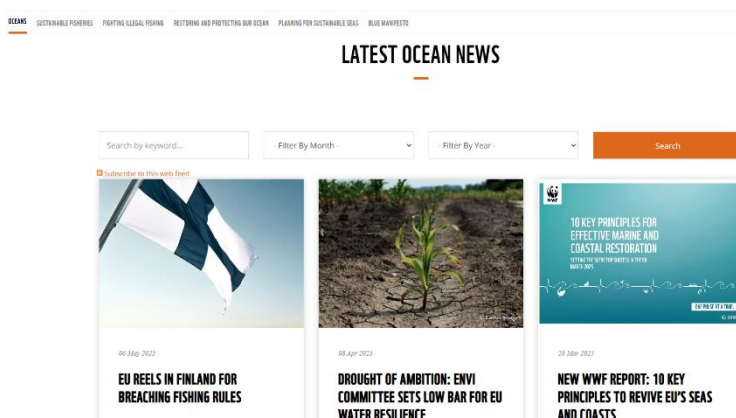 OCEANS SUSTAINABLE FISHERIES FIGHTING ILLEGAL FISHING RESTORING AND PROTECTING OUR OCEAN PLANNING FOR SUSTAINABLE SEAS BLUE MANIFESTO
LATEST OCEAN NEWS
Search by keyword...
- Filter By Month -
- Filter By Year -
Search
Subscribe to this web feed
WWF
10 KEY PRINCIPLES FOR
EFFECTIVE MARINE AND
COASTAL RESTORATION
MARCH 2025
06 May 2025
EU REELS IN FINLAND FOR
BREACHING FISHING RULES
08 Apr 2025
DROUGHT OF AMBITION: ENVI
COMMITTEE SETS LOW BAR FOR EU
WATER RESILIENCE
NEW WWF REPORT: 10 KEY
PRINCIPLES TO REVIVE EU'S SEAS
AND COASTS